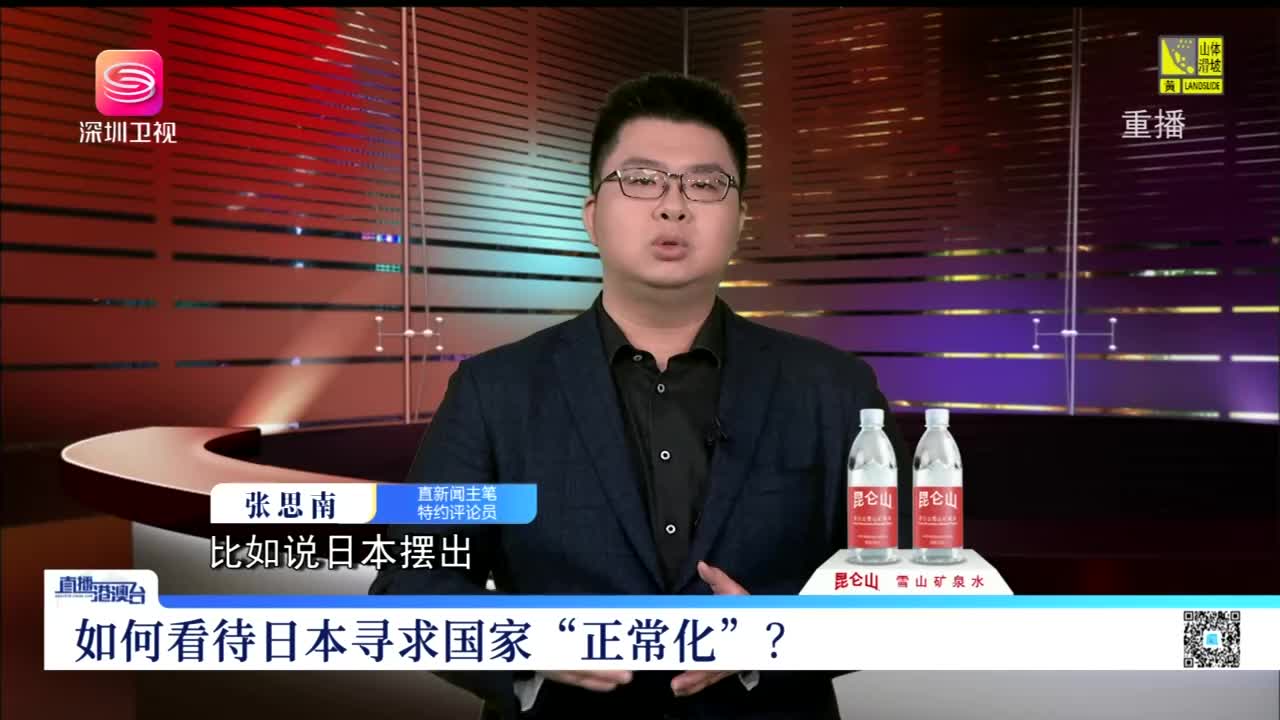 深圳卫视
山体
滑坡
黄 LANDSLIDE
重播
张思南
直新闻主笔
特约评论员
比如说日本摆出
昆仑山
昆仑山
昆仑山 雪山矿泉水
直播
港澳台
如何看待日本寻求国家“正常化”?